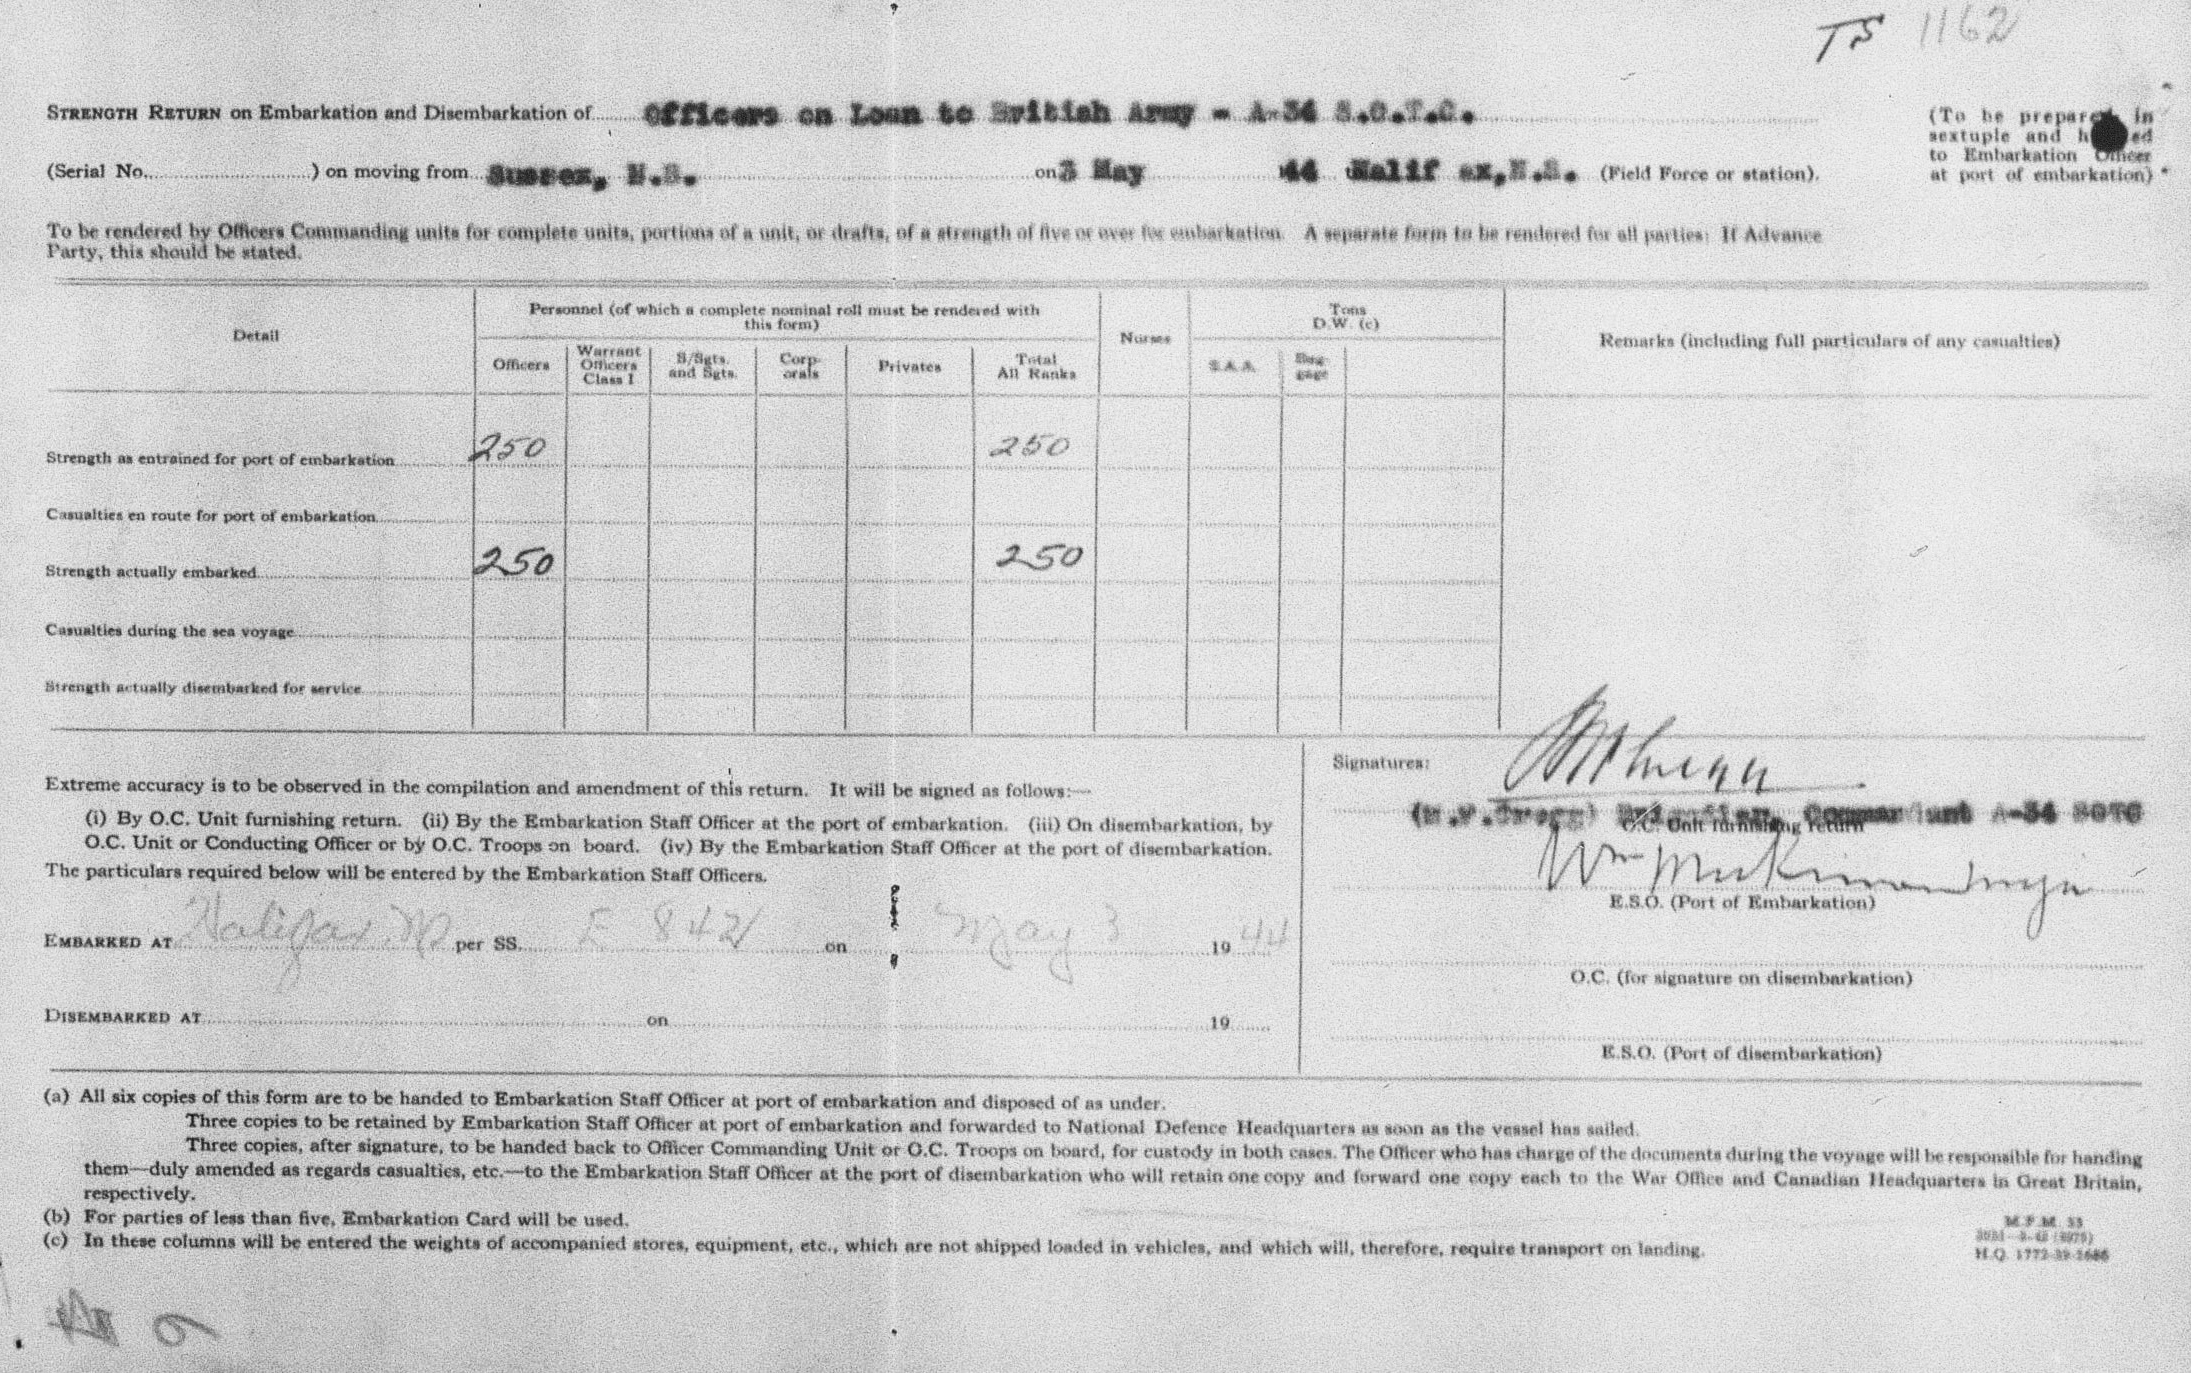 TS 1162
STRENGTH RETURN on Embarkation and Disembarkation of Officers on Loan to British Army - A-34 S.O.T.C.
(To be prepared in
sextuple and handed
to Embarkation Officer
at port of embarkation)
(Serial No. ) on moving from Sussex, N.B. on 3 May 44 Halifax, N.S. (Field Force or station).
To be rendered by Officers Commanding units for complete units, portions of a unit, or drafts, of a strength of five or over for embarkation. A separate form to be rendered for all parties: If Advance
Party, this should be stated.
Detail
Personnel (of which a complete nominal roll must be rendered with
this form)
Officers
Warrant
Officers
Class I
S/Sgts.
and Sgts.
Corp-
orals
Privates
Total
All Ranks
Nurses
Tons
D.W. (c)
S.A.A.
Bag-
gage
Remarks (including full particulars of any casualties)
Strength as entrained for port of embarkation 250 250
Casualties en route for port of embarkation
Strength actually embarked 250 250
Casualties during the sea voyage
Strength actually disembarked for service
Extreme accuracy is to be observed in the compilation and amendment of this return. It will be signed as follows:—
(i) By O.C. Unit furnishing return. (ii) By the Embarkation Staff Officer at the port of embarkation. (iii) On disembarkation, by
O.C. Unit or Conducting Officer or by O.C. Troops on board. (iv) By the Embarkation Staff Officer at the port of disembarkation.
The particulars required below will be entered by the Embarkation Staff Officers.
EMBARKED AT Halifax per SS. E 842 on May 3 1944
DISEMBARKED AT on 19
Signatures:
(M.F.Gregg) Brigadier, Commandant A-34 SOTC
O.C. Unit furnishing return
E.S.O. (Port of Embarkation)
O.C. (for signature on disembarkation)
E.S.O. (Port of disembarkation)
(a) All six copies of this form are to be handed to Embarkation Staff Officer at port of embarkation and disposed of as under.
Three copies to be retained by Embarkation Staff Officer at port of embarkation and forwarded to National Defence Headquarters as soon as the vessel has sailed.
Three copies, after signature, to be handed back to Officer Commanding Unit or O.C. Troops on board, for custody in both cases. The Officer who has charge of the documents during the voyage will be responsible for handing
them—duly amended as regards casualties, etc.—to the Embarkation Staff Officer at the port of disembarkation who will retain one copy and forward one copy each to the War Office and Canadian Headquarters in Great Britain,
respectively.
(b) For parties of less than five, Embarkation Card will be used.
(c) In these columns will be entered the weights of accompanied stores, equipment, etc., which are not shipped loaded in vehicles, and which will, therefore, require transport on landing.
M.F.M. 33
H.Q. 1772-39-1686